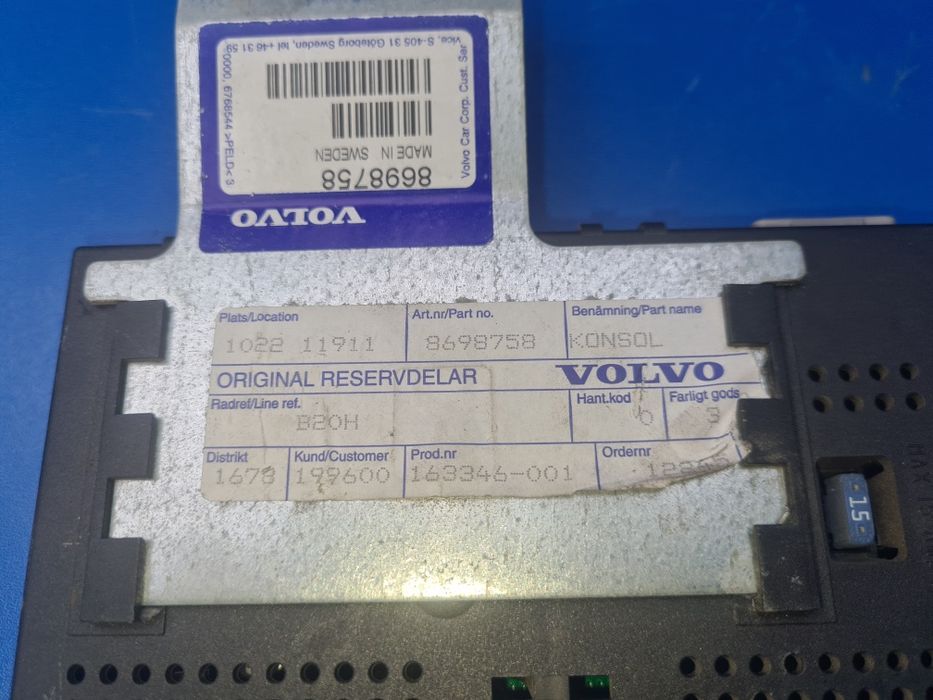 VOLVO
8698758
MADE IN SWEDEN
Volvo Car Corp. Cust. Ser
vice, S-405 31 Göteborg Sweden, tel +46 31 59
0000, 6768544 >PELD< 3
Plats/Location Art.nr/Part no. Benämning/Part name
1022 11911 8698758 KONSOL
ORIGINAL RESERVDELAR VOLVO
Radref/Line ref. Hant.kod Farligt gods
B20H 0 3
Distrikt Kund/Customer Prod.nr Ordernr
1678 199600 163346-001
15